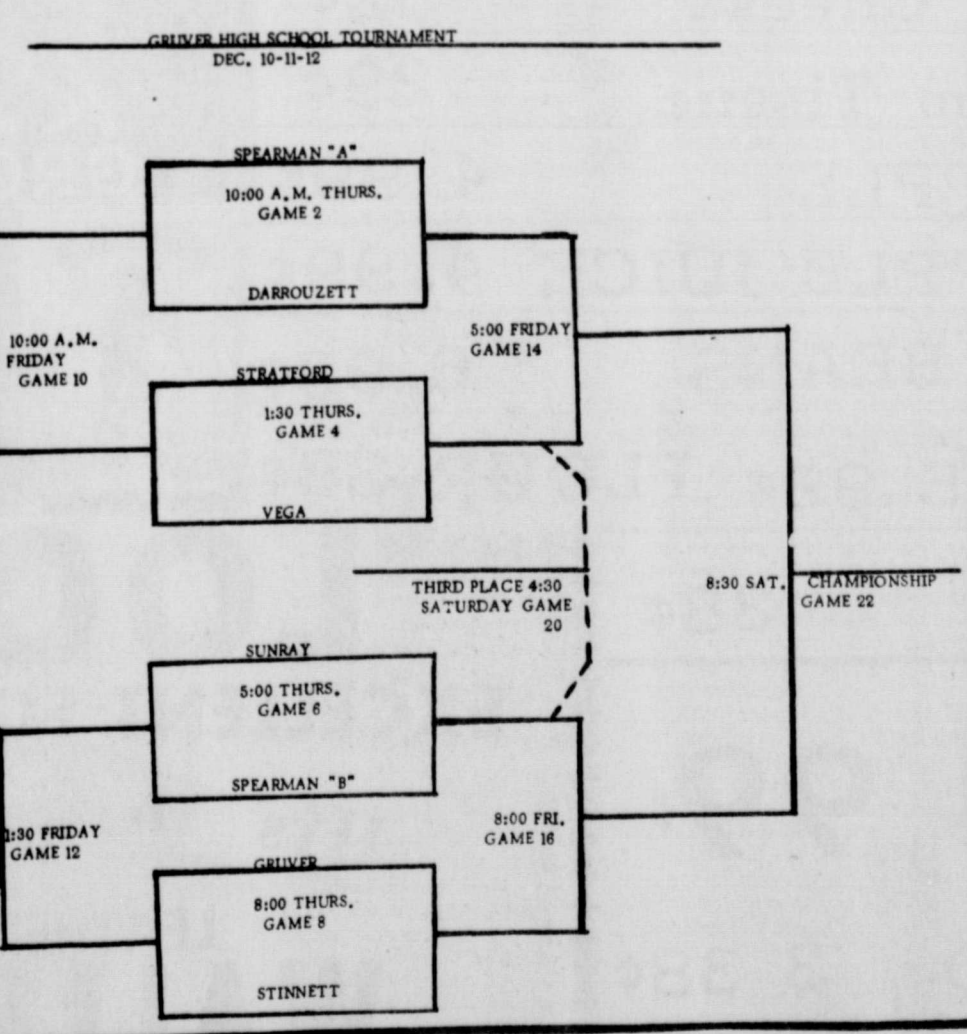 GRUVER HIGH SCHOOL TOURNAMENT
DEC. 10-11-12
SPEARMAN "A"
10:00 A.M. THURS.
GAME 2
DARROUZETT
10:00 A.M.
FRIDAY
GAME 10
5:00 FRIDAY
GAME 14
STRATFORD
1:30 THURS.
GAME 4
VEGA
THIRD PLACE 4:30
SATURDAY GAME
20
8:30 SAT. CHAMPIONSHIP
GAME 22
SUNRAY
5:00 THURS.
GAME 6
SPEARMAN "B"
1:30 FRIDAY
GAME 12
8:00 FRI.
GAME 16
GRUVER
8:00 THURS.
GAME 8
STINNETT